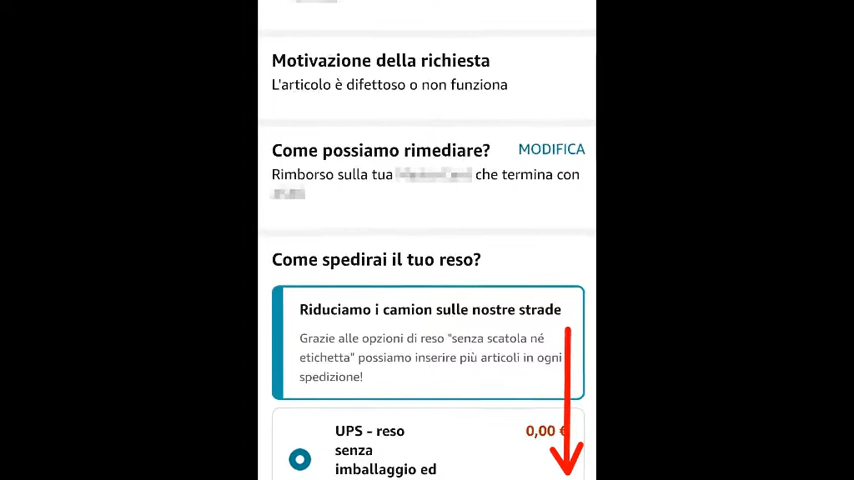 Motivazione della richiesta
L'articolo è difettoso o non funziona
Come possiamo rimediare? MODIFICA
Rimborso sulla tua che termina con
Come spedirai il tuo reso?
Riduciamo i camion sulle nostre strade
Grazie alle opzioni di reso "senza scatola né
etichetta" possiamo inserire più articoli in ogni
spedizione!
UPS - reso 0,00 €
senza
imballaggio ed